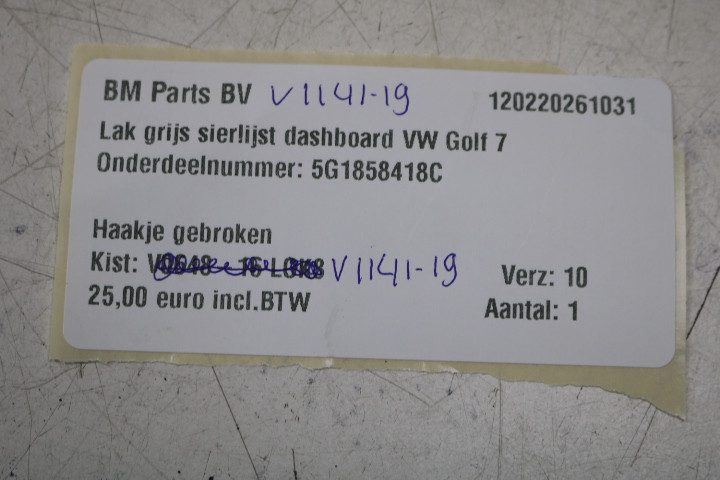 BM Parts BV V1141-19 120220261031
Lak grijs sierlijst dashboard VW Golf 7
Onderdeelnummer: 5G1858418C
Haakje gebroken
Kist: V1141-19 Verz: 10
25,00 euro incl.BTW Aantal: 1